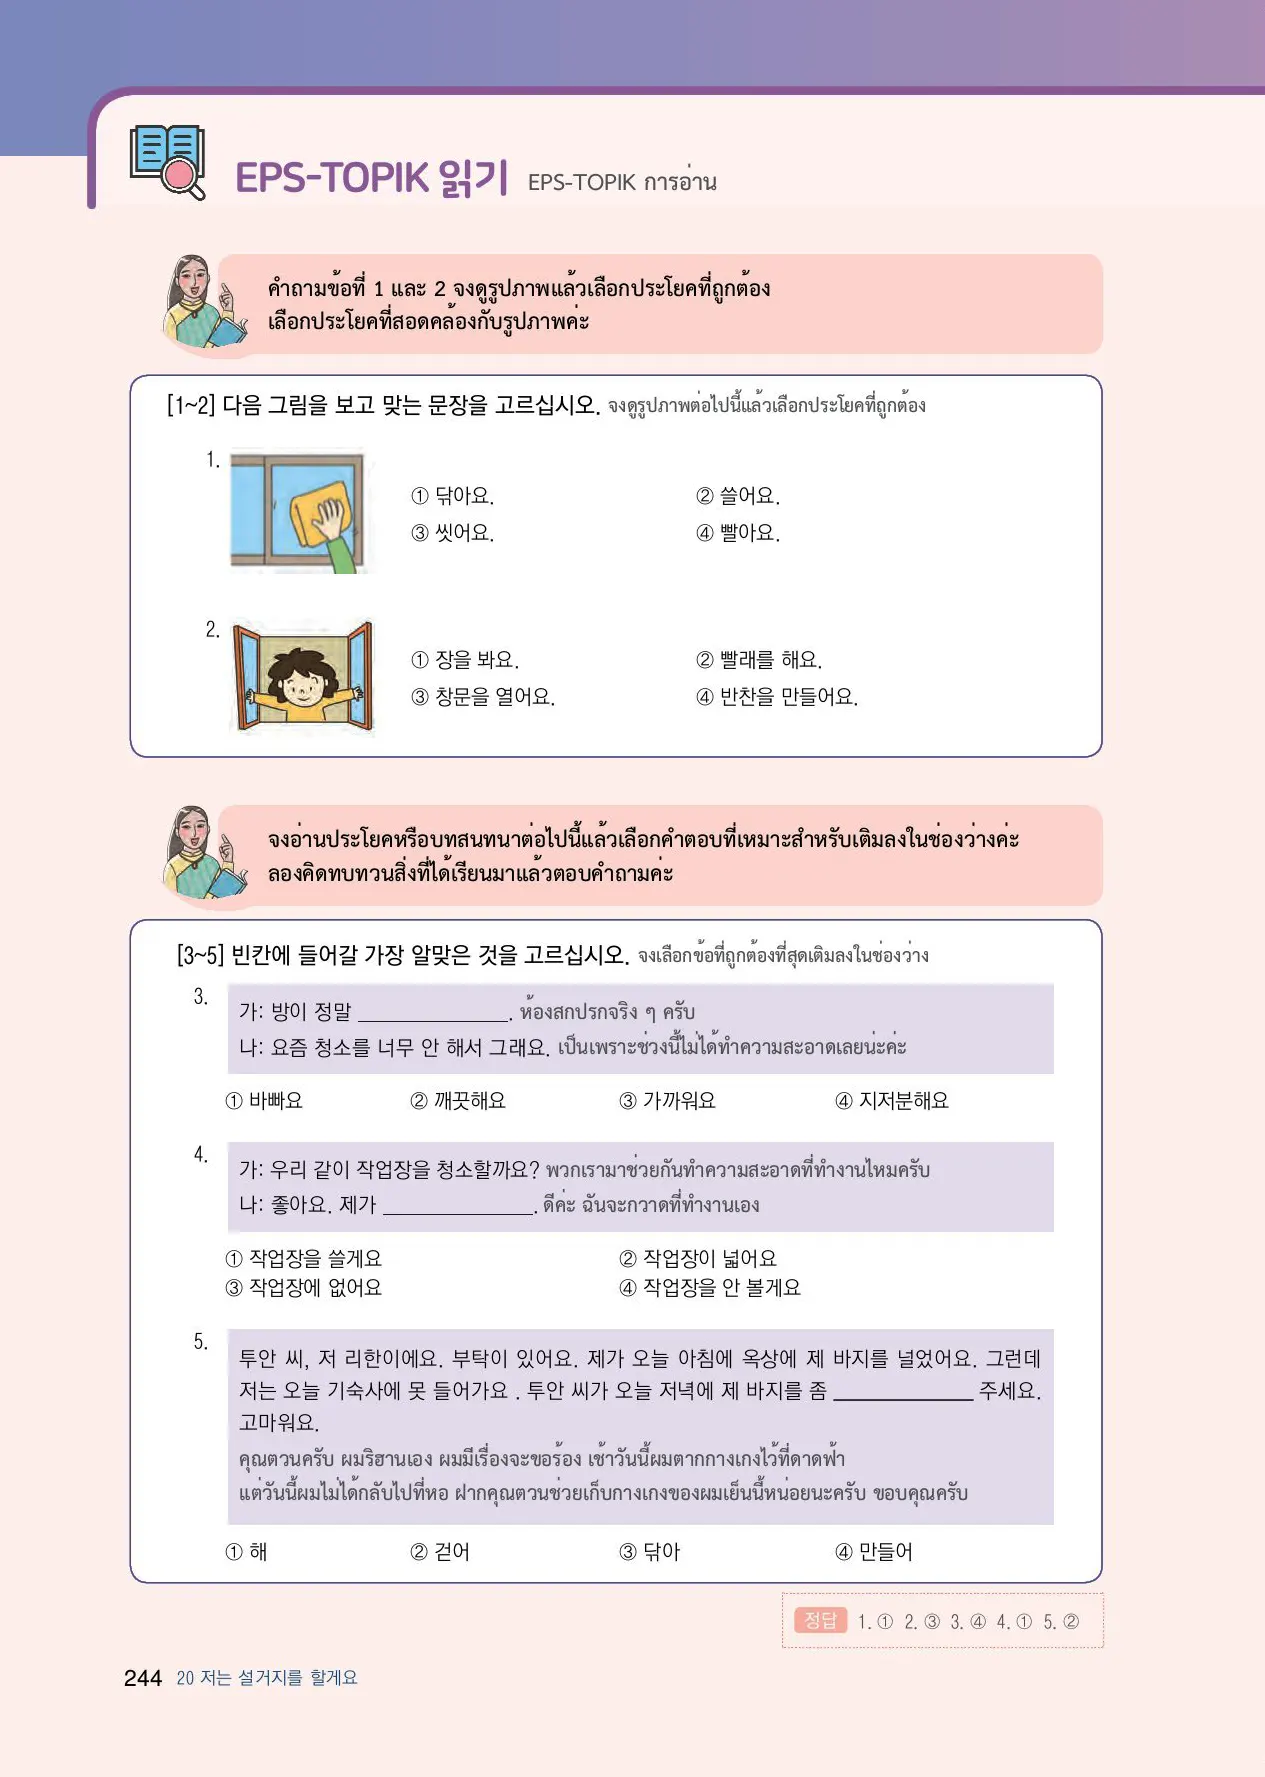 EPS-TOPIK 읽기 EPS-TOPIK การอ่าน
คำถามข้อที่ 1 และ 2 จงดูรูปภาพแล้วเลือกประโยคที่ถูกต้อง
เลือกประโยคที่สอดคล้องกับรูปภาพค่ะ
[1~2] 다음 그림을 보고 맞는 문장을 고르십시오. จงดูรูปภาพต่อไปนี้แล้วเลือกประโยคที่ถูกต้อง
1.
① 닦아요. ② 쓸어요.
③ 씻어요. ④ 빨아요.
2.
① 장을 봐요. ② 빨래를 해요.
③ 창문을 열어요. ④ 반찬을 만들어요.
จงอ่านประโยคหรือบทสนทนาต่อไปนี้แล้วเลือกคำตอบที่เหมาะสำหรับเติมลงในช่องว่างค่ะ
ลองคิดทบทวนสิ่งที่ได้เรียนมาแล้วตอบคำถามค่ะ
[3~5] 빈칸에 들어갈 가장 알맞은 것을 고르십시오. จงเลือกข้อที่ถูกต้องที่สุดเติมลงในช่องว่าง
3.
가: 방이 정말 ______________. ห้องสกปรกจริง ๆ ครับ
나: 요즘 청소를 너무 안 해서 그래요. เป็นเพราะช่วงนี้ไม่ได้ทำความสะอาดเลยน่ะค่ะ
① 바빠요 ② 깨끗해요 ③ 가까워요 ④ 지저분해요
4.
가: 우리 같이 작업장을 청소할까요? พวกเรามาช่วยกันทำความสะอาดที่ทำงานไหมครับ
나: 좋아요. 제가 ______________. ดีค่ะ ฉันจะกวาดที่ทำงานเอง
① 작업장을 쓸게요 ② 작업장이 넓어요
③ 작업장에 없어요 ④ 작업장을 안 볼게요
5.
투안 씨, 저 리한이에요. 부탁이 있어요. 제가 오늘 아침에 옥상에 제 바지를 널었어요. 그런데
저는 오늘 기숙사에 못 들어가요 . 투안 씨가 오늘 저녁에 제 바지를 좀 ______________ 주세요.
고마워요.
คุณตวนครับ ผมริฮานเอง ผมมีเรื่องจะขอร้อง เช้าวันนี้ผมตากกางเกงไว้ที่ดาดฟ้า
แต่วันนี้ผมไม่ได้กลับไปที่หอ ฝากคุณตวนช่วยเก็บกางเกงของผมเย็นนี้หน่อยนะครับ ขอบคุณครับ
① 해 ② 걷어 ③ 닦아 ④ 만들어
정답 1. ① 2. ③ 3. ④ 4. ① 5. ②
244 20 저는 설거지를 할게요